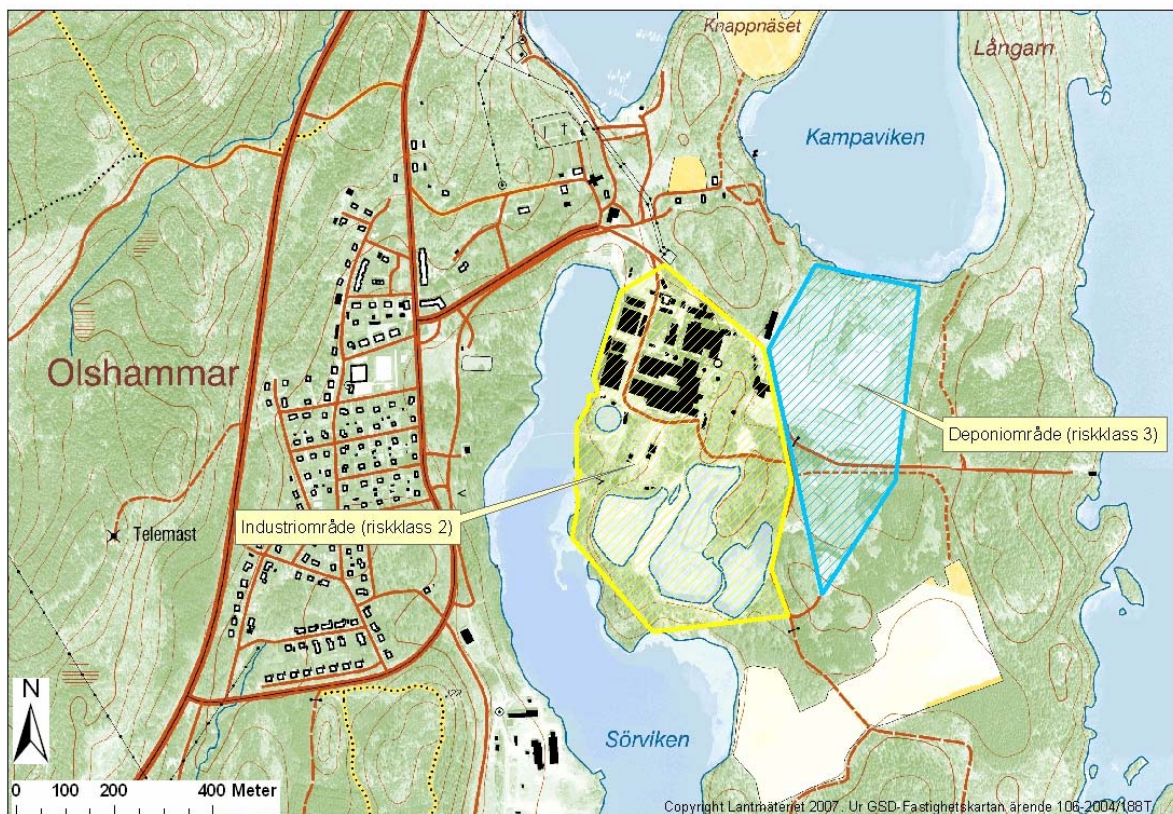 Knappnäset
Långarn
Kampaviken
Olshammar
Deponiområde (riskklass 3)
Industriområde (riskklass 2)
Telemast
Sörviken
N
0 100 200 400 Meter
Copyright Lantmäteriet 2007. Ur GSD-Fastighetskartan ärende 106-2004/188T.